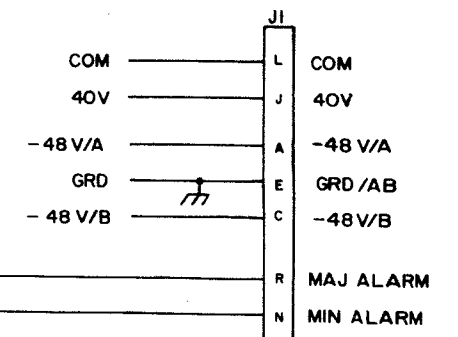 J1
COM L COM
40V J 40V
-48 V/A A -48 V/A
GRD E GRD/AB
-48 V/B C -48V/B
R MAJ ALARM
N MIN ALARM